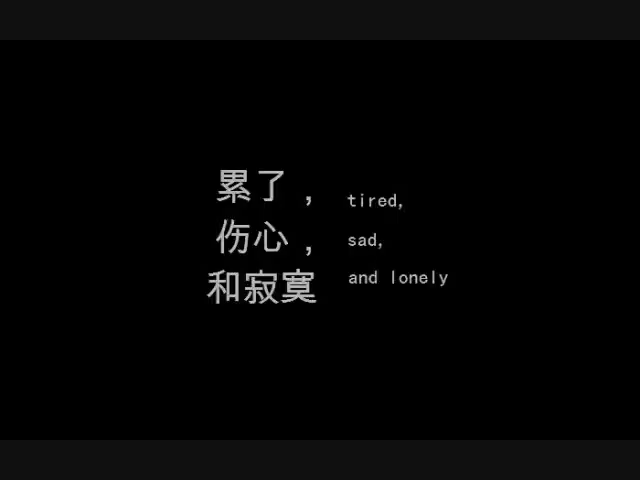 累了， tired,
伤心， sad,
和寂寞 and lonely